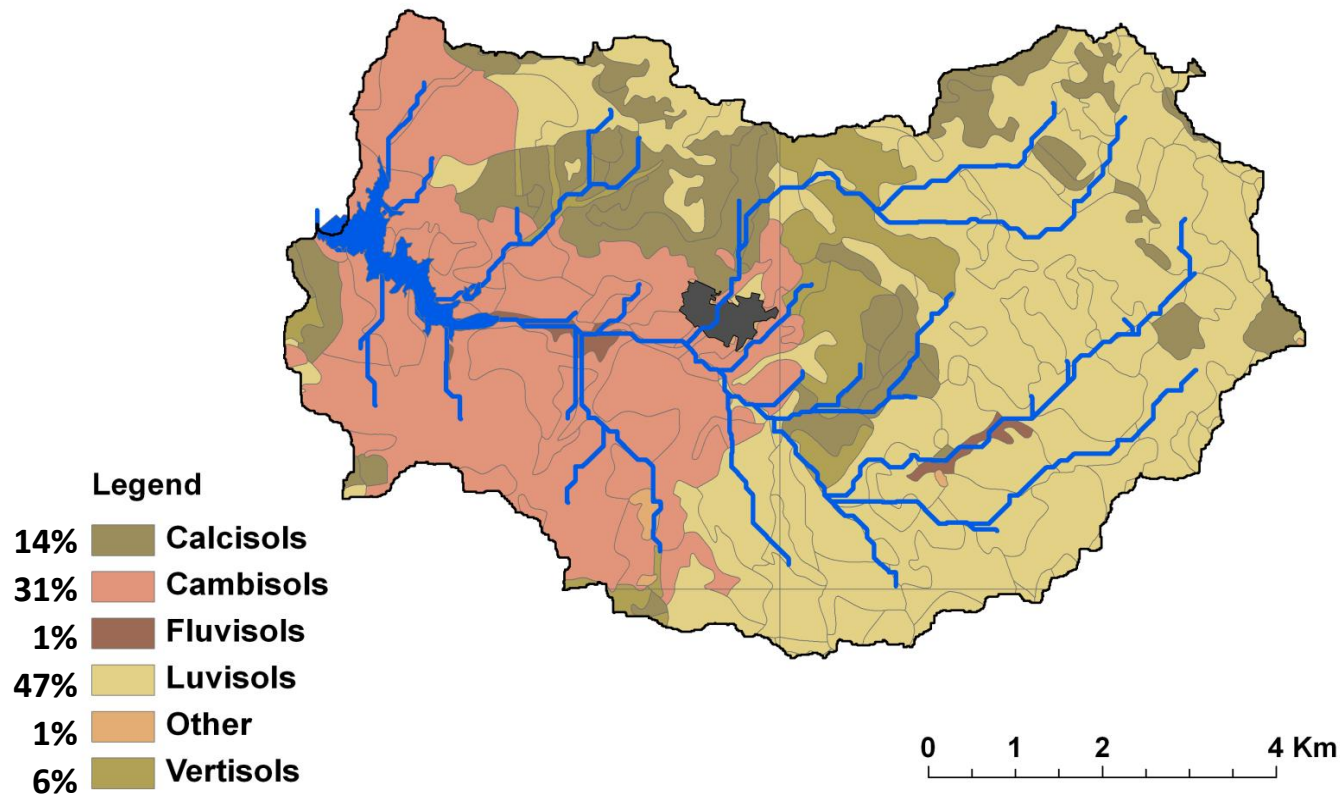 Legend
14% Calcisols
31% Cambisols
1% Fluvisols
47% Luvisols
1% Other
6% Vertisols
0 1 2 4 Km